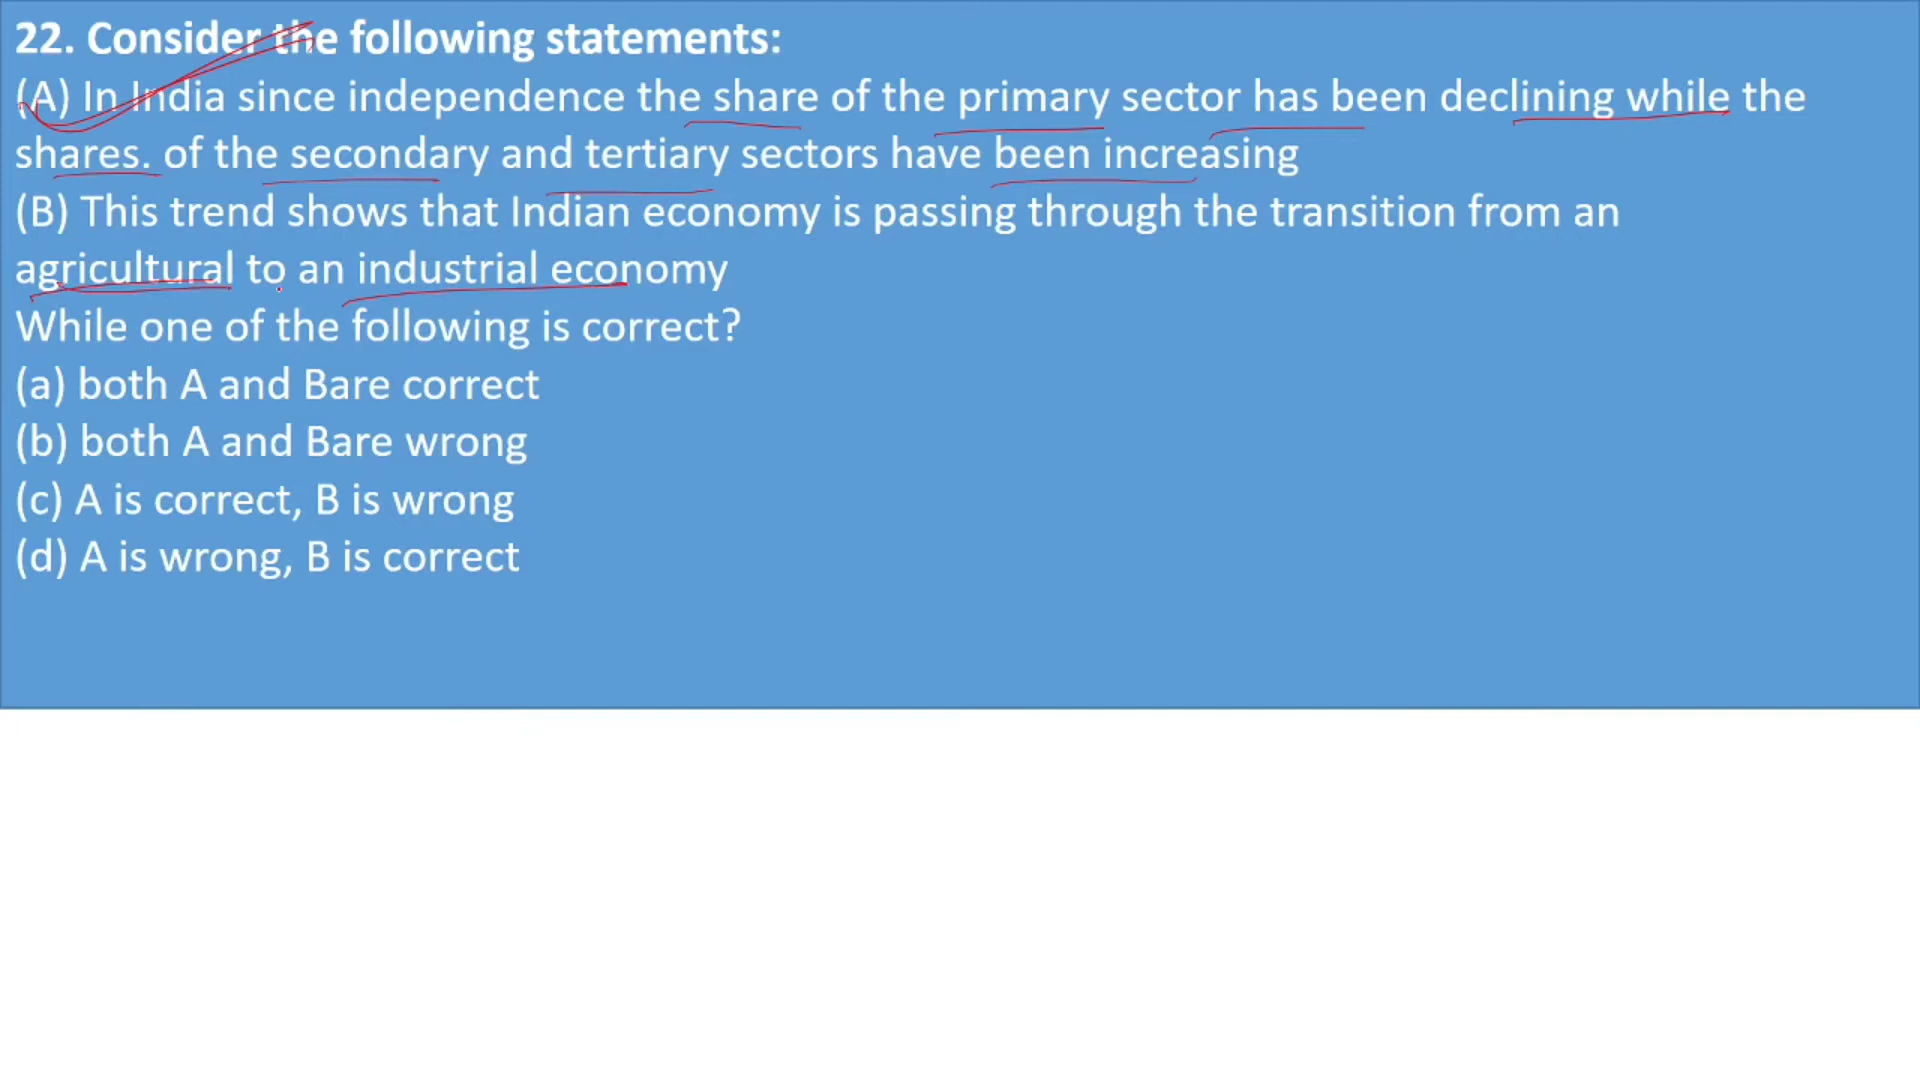 22. Consider the following statements:
(A) In India since independence the share of the primary sector has been declining while the
shares. of the secondary and tertiary sectors have been increasing
(B) This trend shows that Indian economy is passing through the transition from an
agricultural to an industrial economy
While one of the following is correct?
(a) both A and Bare correct
(b) both A and Bare wrong
(c) A is correct, B is wrong
(d) A is wrong, B is correct